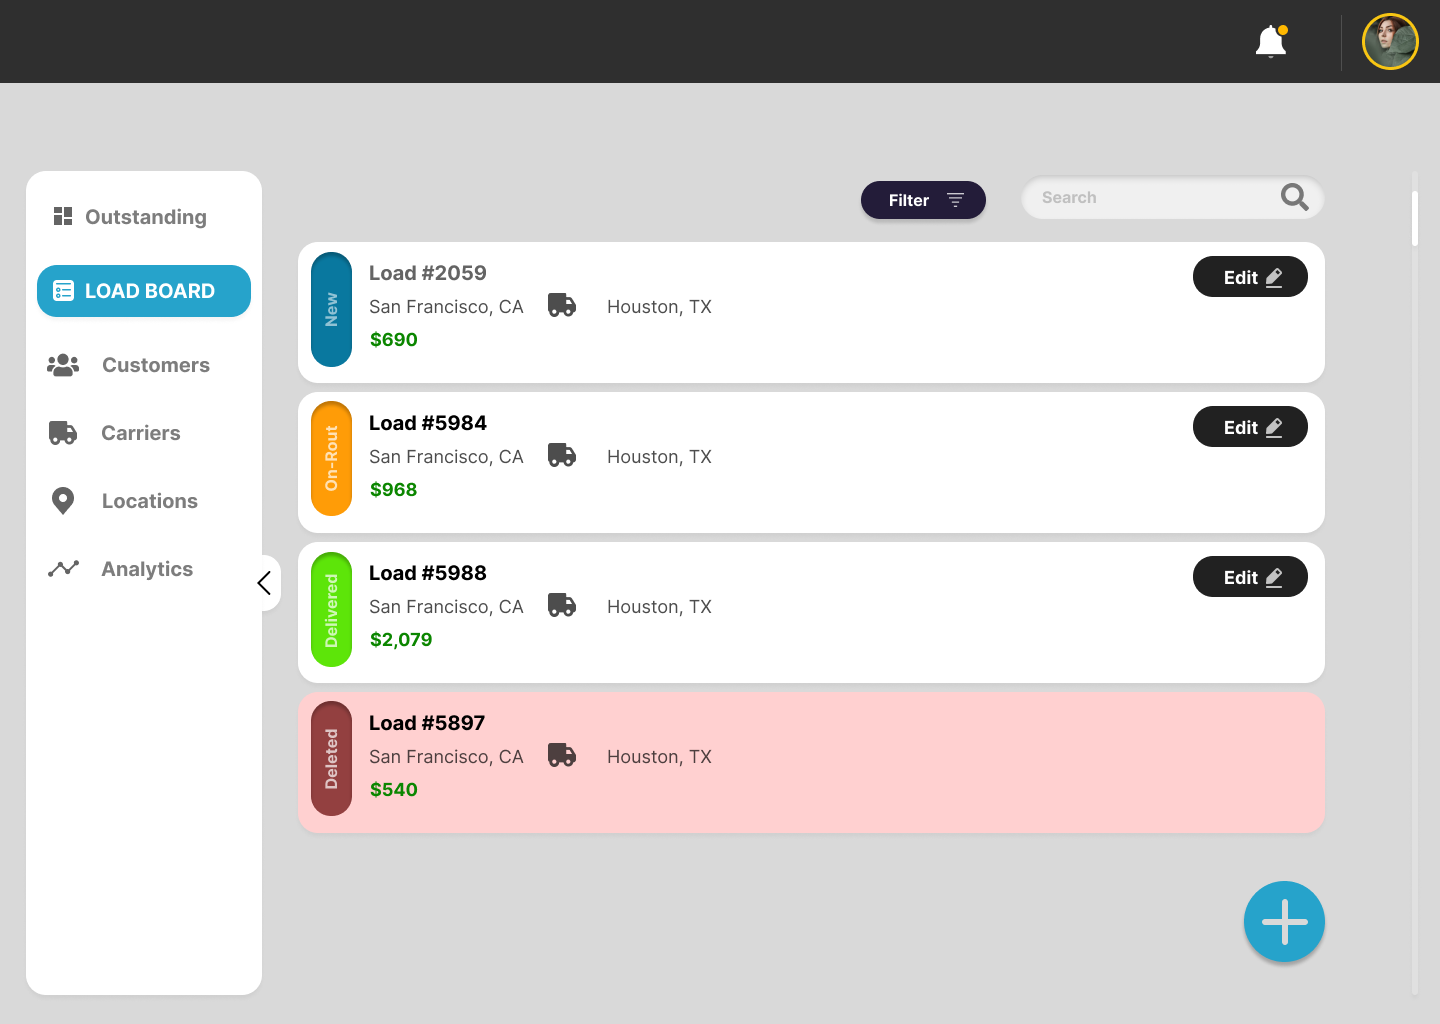 Outstanding
LOAD BOARD
Customers
Carriers
Locations
Analytics
Filter
Search
New
Load #2059
San Francisco, CA
Houston, TX
$690
Edit
On-Rout
Load #5984
San Francisco, CA
Houston, TX
$968
Edit
Delivered
Load #5988
San Francisco, CA
Houston, TX
$2,079
Edit
Deleted
Load #5897
San Francisco, CA
Houston, TX
$540